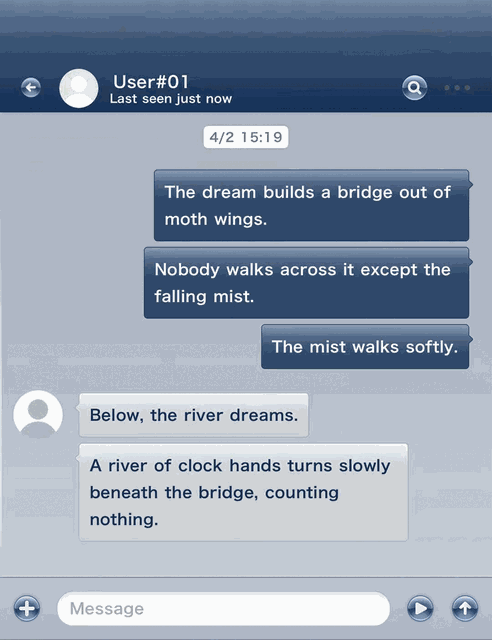 User#01
Last seen just now
4/2 15:19
The dream builds a bridge out of
moth wings.
Nobody walks across it except the
falling mist.
The mist walks softly.
Below, the river dreams.
A river of clock hands turns slowly
beneath the bridge, counting
nothing.
Message